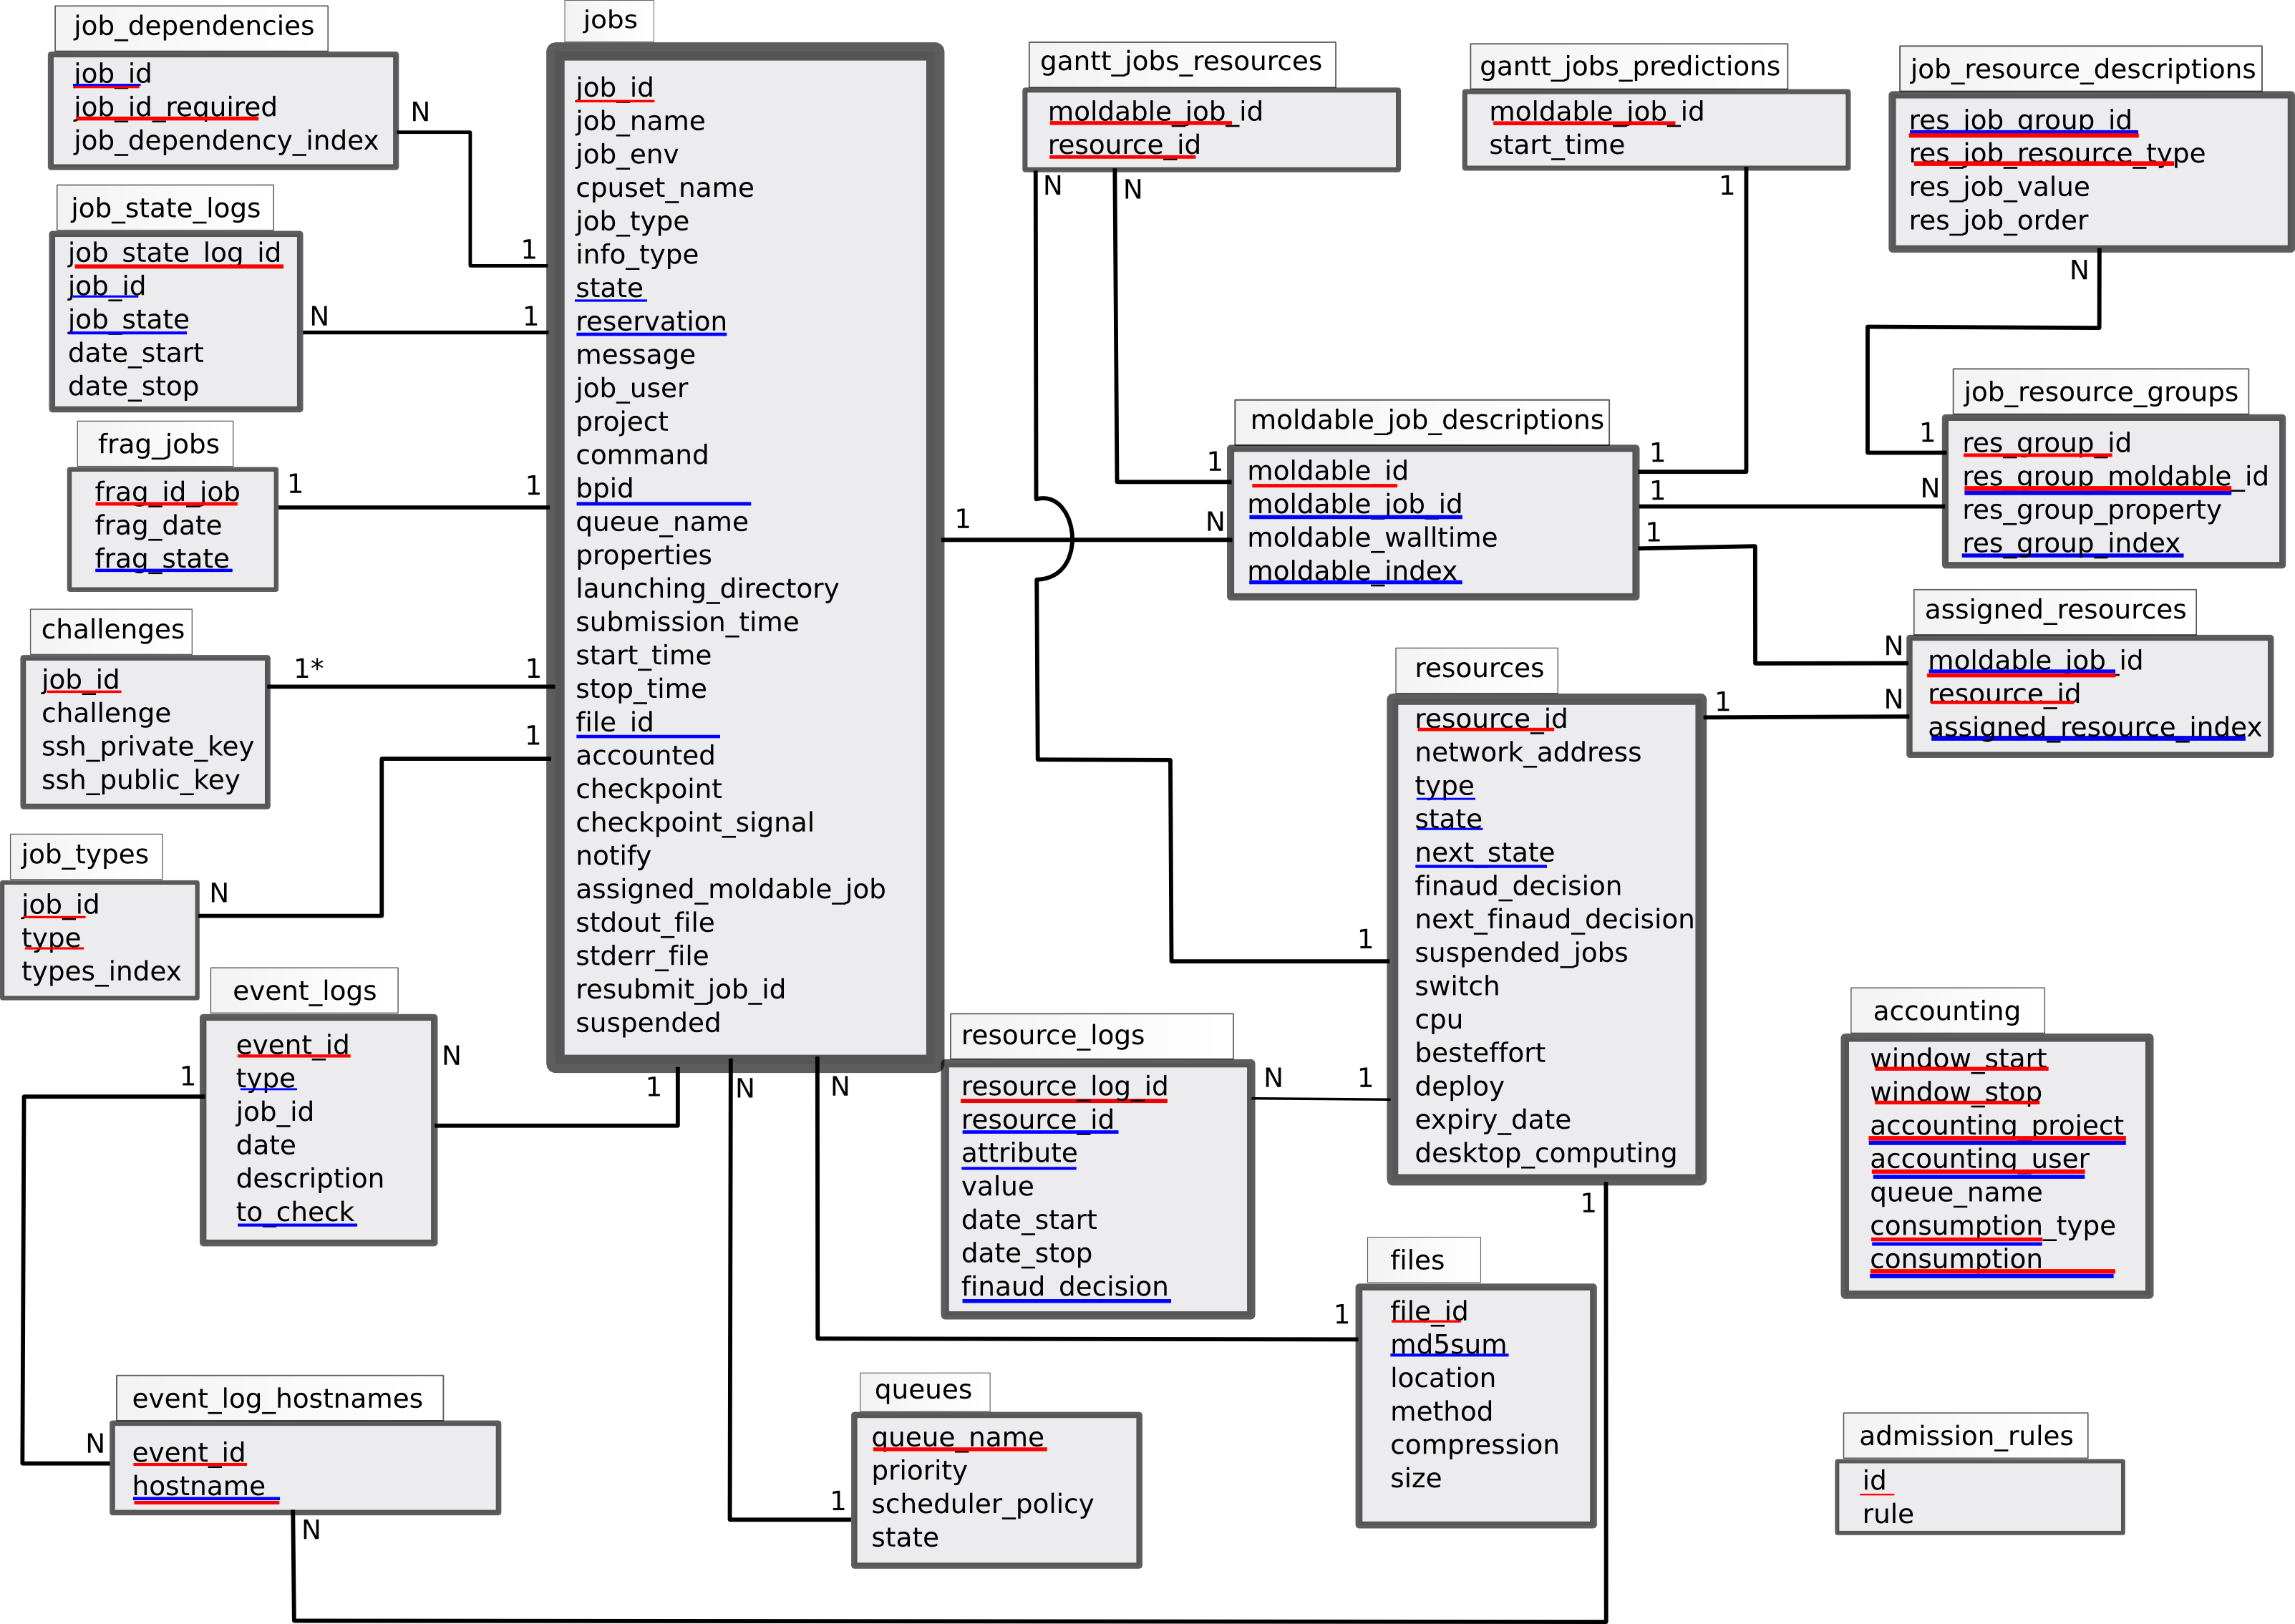 job_dependencies
job_id
job_id_required
job_dependency_index
N
1
job_state_logs
job_state_log_id
job_id
job_state
date_start
date_stop
N
1
frag_jobs
frag_id_job
frag_date
frag_state
1
1
challenges
job_id
challenge
ssh_private_key
ssh_public_key
1*
1
job_types
job_id
type
types_index
N
1
event_logs
event_id
type
job_id
date
description
to_check
N
1
1
event_log_hostnames
event_id
hostname
N
N
jobs
job_id
job_name
job_env
cpuset_name
job_type
info_type
state
reservation
message
job_user
project
command
bpid
queue_name
properties
launching_directory
submission_time
start_time
stop_time
file_id
accounted
checkpoint
checkpoint_signal
notify
assigned_moldable_job
stdout_file
stderr_file
resubmit_job_id
suspended
N
N
1
N
gantt_jobs_resources
moldable_job_id
resource_id
N
N
gantt_jobs_predictions
moldable_job_id
start_time
1
job_resource_descriptions
res_job_group_id
res_job_resource_type
res_job_value
res_job_order
N
moldable_job_descriptions
moldable_id
moldable_job_id
moldable_walltime
moldable_index
1
1
1
1
job_resource_groups
res_group_id
res_group_moldable_id
res_group_property
res_group_index
1
N
assigned_resources
moldable_job_id
resource_id
assigned_resource_index
N
N
resources
resource_id
network_address
type
state
next_state
finaud_decision
next_finaud_decision
suspended_jobs
switch
cpu
besteffort
deploy
expiry_date
desktop_computing
1
1
1
1
resource_logs
resource_log_id
resource_id
attribute
value
date_start
date_stop
finaud_decision
N
files
file_id
md5sum
location
method
compression
size
1
queues
queue_name
priority
scheduler_policy
state
1
accounting
window_start
window_stop
accounting_project
accounting_user
queue_name
consumption_type
consumption
admission_rules
id
rule